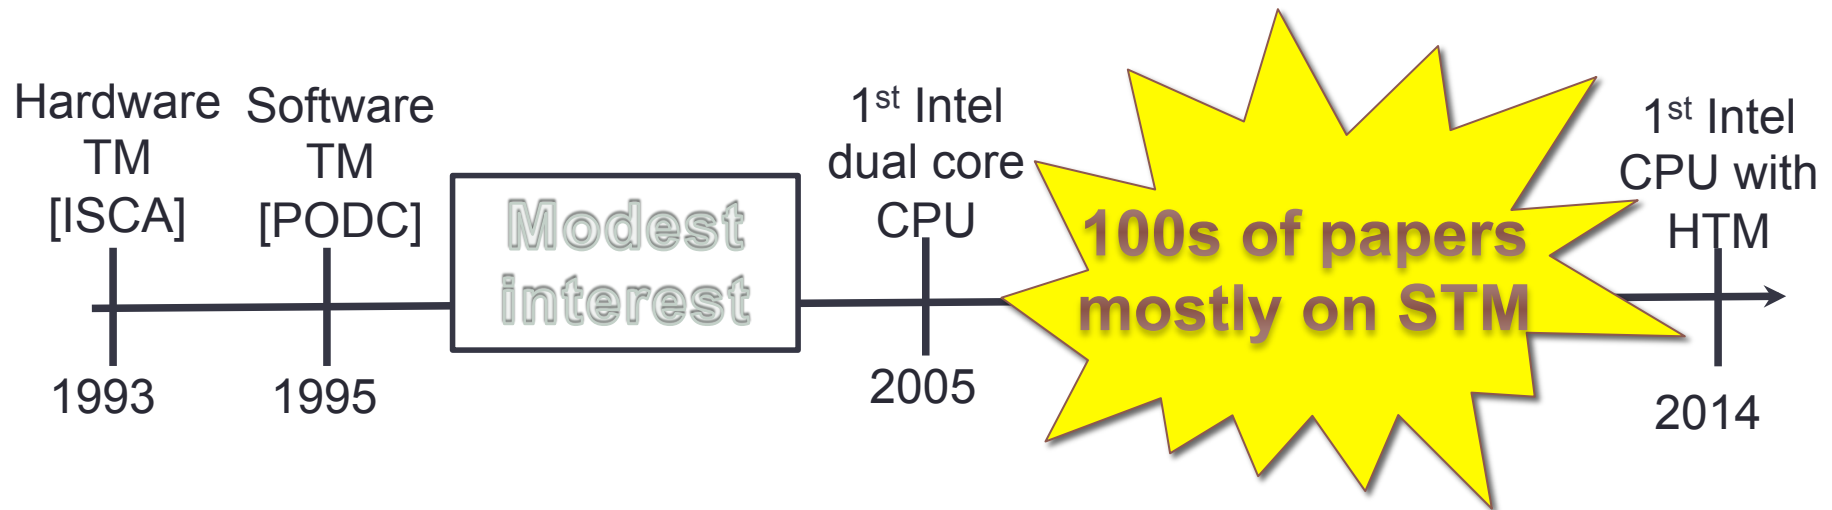 Hardware
TM
[ISCA]
Software
TM
[PODC]
Modest
interest
1st Intel
dual core
CPU
100s of papers
mostly on STM
1st Intel
CPU with
HTM
1993
1995
2005
2014